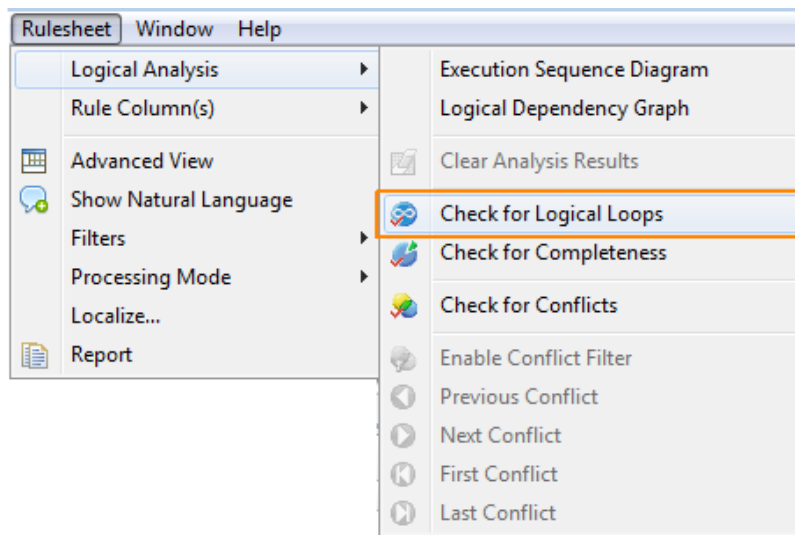 Rulesheet Window Help
Logical Analysis
Rule Column(s)
Advanced View
Show Natural Language
Filters
Processing Mode
Localize...
Report
Execution Sequence Diagram
Logical Dependency Graph
Clear Analysis Results
Check for Logical Loops
Check for Completeness
Check for Conflicts
Enable Conflict Filter
Previous Conflict
Next Conflict
First Conflict
Last Conflict